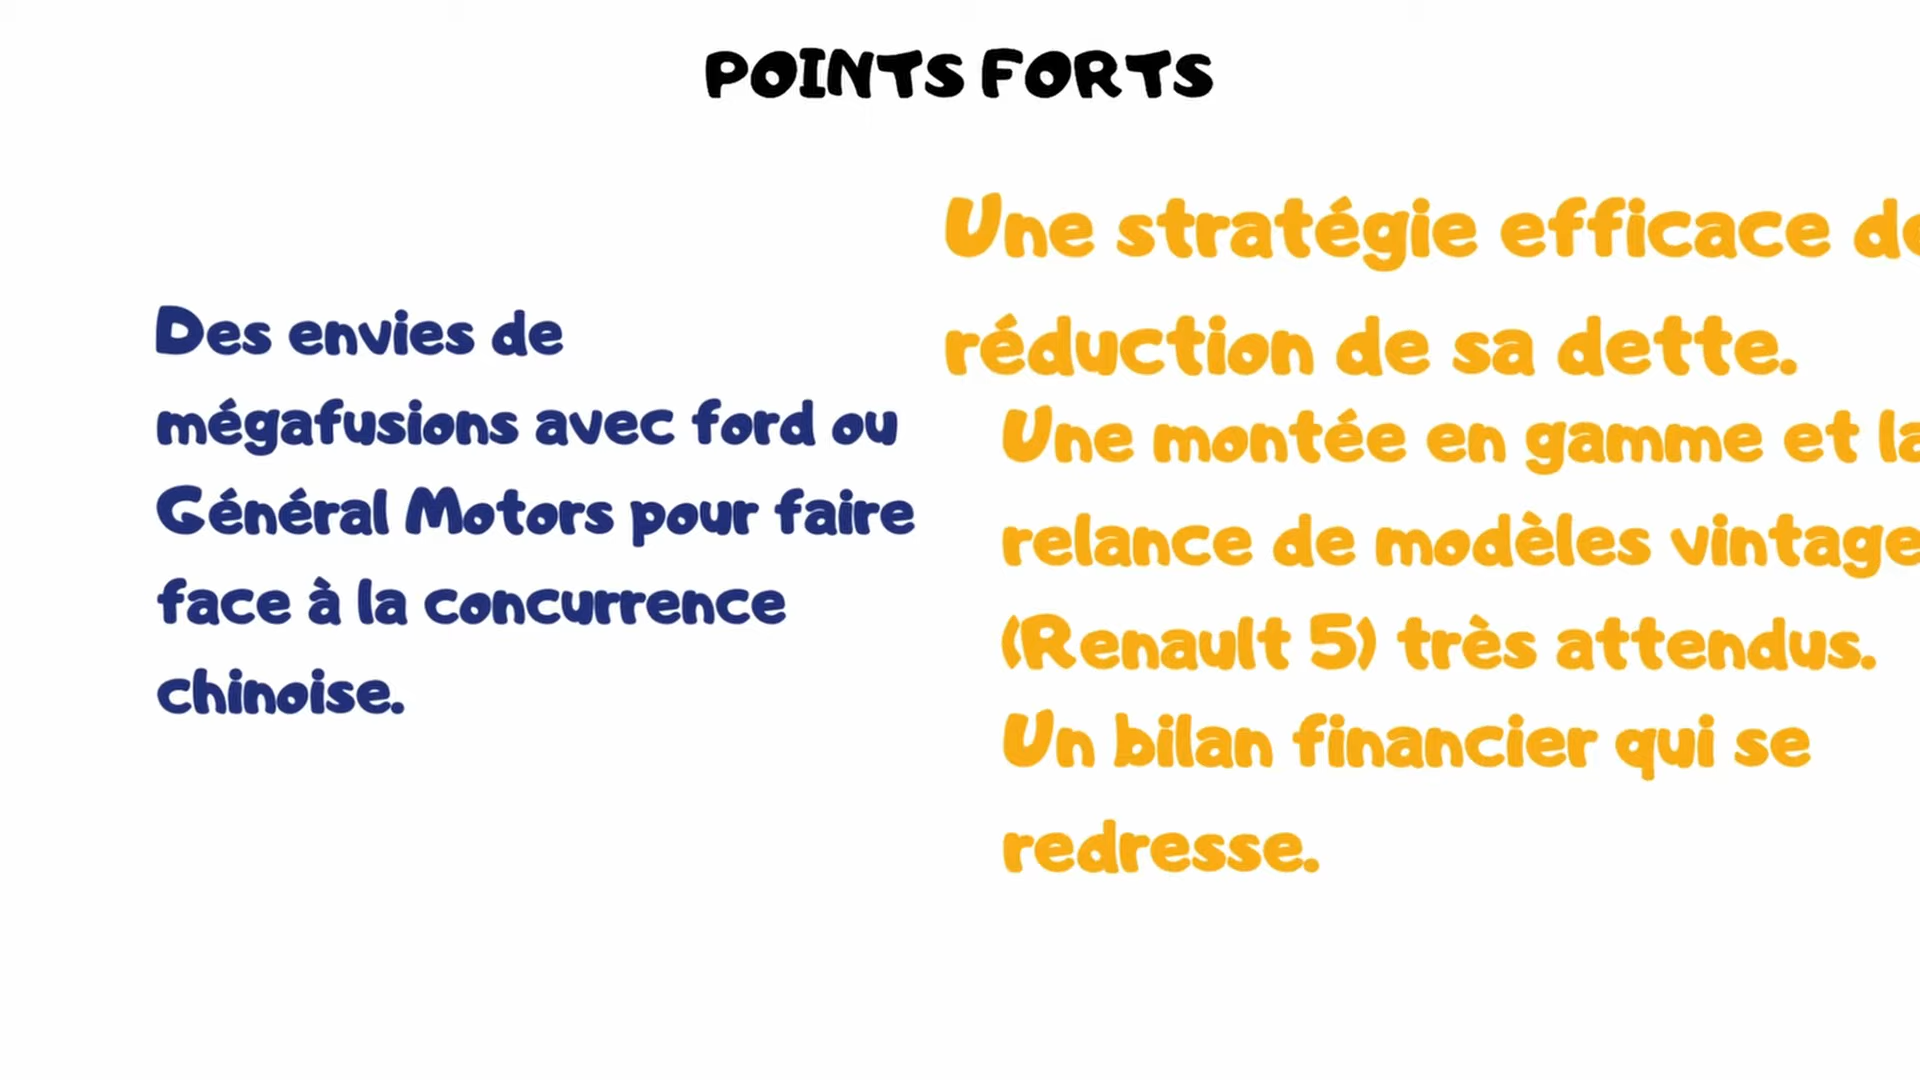 POINTS FORTS
Des envies de
mégafusions avec ford ou
Général Motors pour faire
face à la concurrence
chinoise.
Une stratégie efficace de
réduction de sa dette.
Une montée en gamme et la
relance de modèles vintage
(Renault 5) très attendus.
Un bilan financier qui se
redresse.